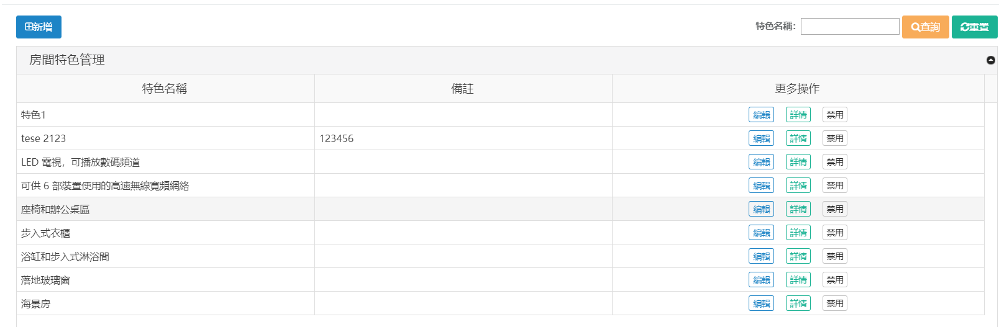 新增 特色名稱: 查詢 重置
房間特色管理
特色名稱 備註 更多操作
特色1 編輯 詳情 禁用
tese 2123 123456 編輯 詳情 禁用
LED 電視，可播放數碼頻道 編輯 詳情 禁用
可供 6 部裝置使用的高速無線寬頻網絡 編輯 詳情 禁用
座椅和辦公桌區 編輯 詳情 禁用
步入式衣櫃 編輯 詳情 禁用
浴缸和步入式淋浴間 編輯 詳情 禁用
落地玻璃窗 編輯 詳情 禁用
海景房 編輯 詳情 禁用